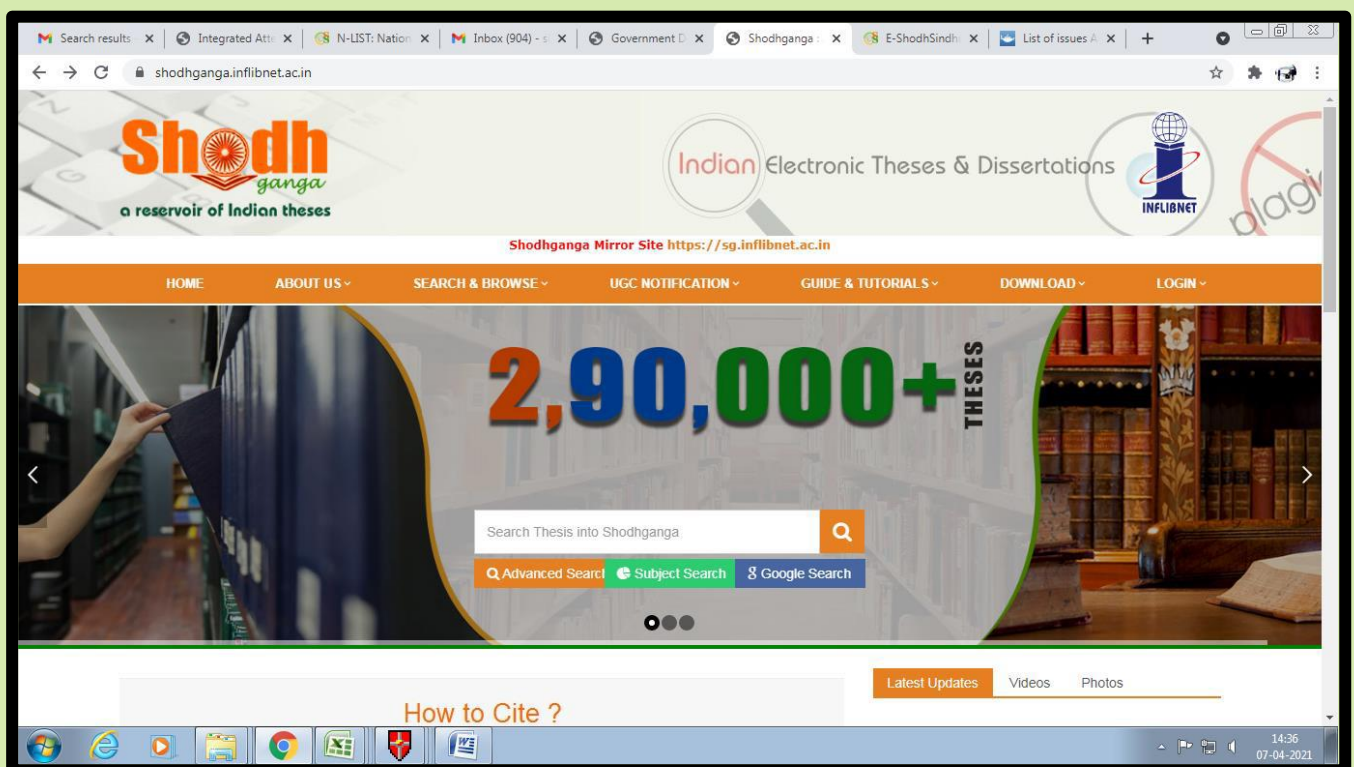 Search results
Integrated Atte
N-LIST: Nation
Inbox (904) - s
Government D
Shodhganga :
E-ShodhSindh
List of issues A
shodhganga.inflibnet.ac.in
Shodh
ganga
a reservoir of Indian theses
Indian Electronic Theses & Dissertations
INFLIBNET
plagi
Shodhganga Mirror Site https://sg.inflibnet.ac.in
HOME ABOUT US SEARCH & BROWSE UGC NOTIFICATION GUIDE & TUTORIALS DOWNLOAD LOGIN
2,90,000+ THESES
Search Thesis into Shodhganga
Advanced Search Subject Search Google Search
Latest Updates Videos Photos
How to Cite ?
14:36
07-04-2021